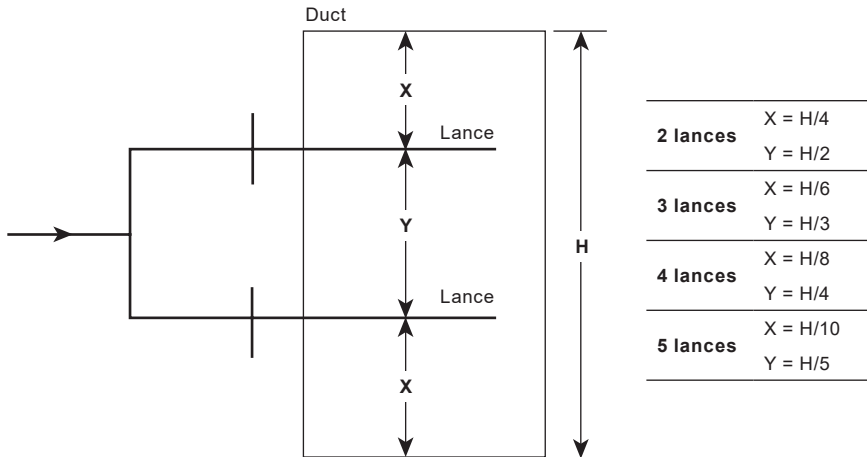 Duct
X
Lance
Y
H
Lance
X
2 lances
X = H/4
Y = H/2
3 lances
X = H/6
Y = H/3
4 lances
X = H/8
Y = H/4
5 lances
X = H/10
Y = H/5